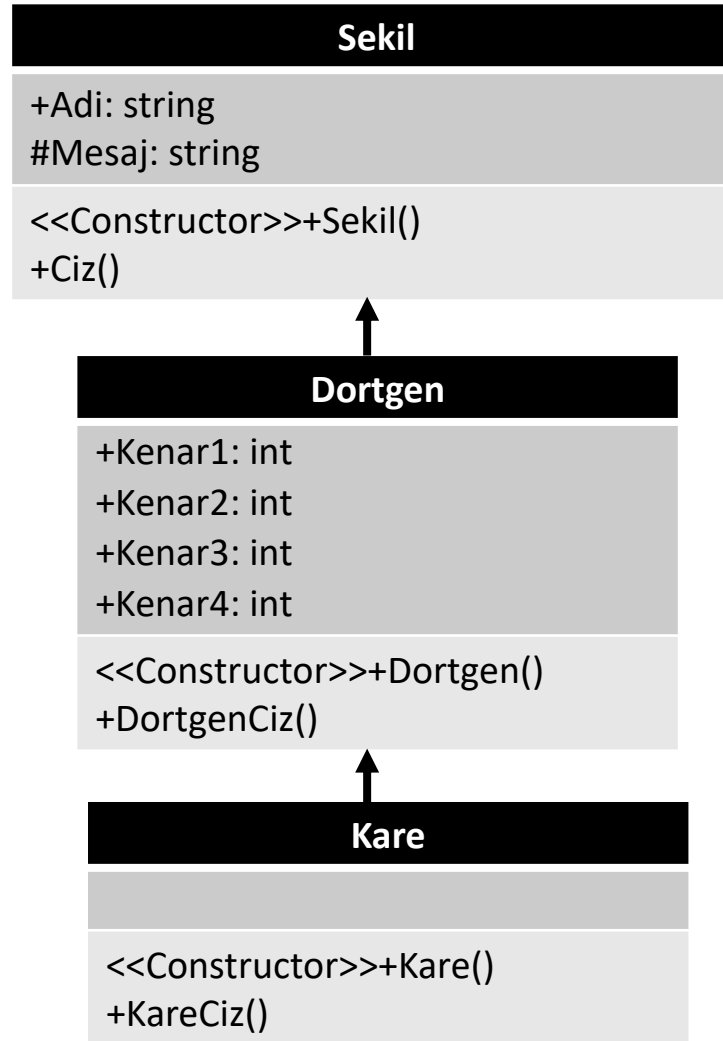 Sekil
+Adi: string
#Mesaj: string
<<Constructor>>+Sekil()
+Ciz()
Dortgen
+Kenar1: int
+Kenar2: int
+Kenar3: int
+Kenar4: int
<<Constructor>>+Dortgen()
+DortgenCiz()
Kare
<<Constructor>>+Kare()
+KareCiz()